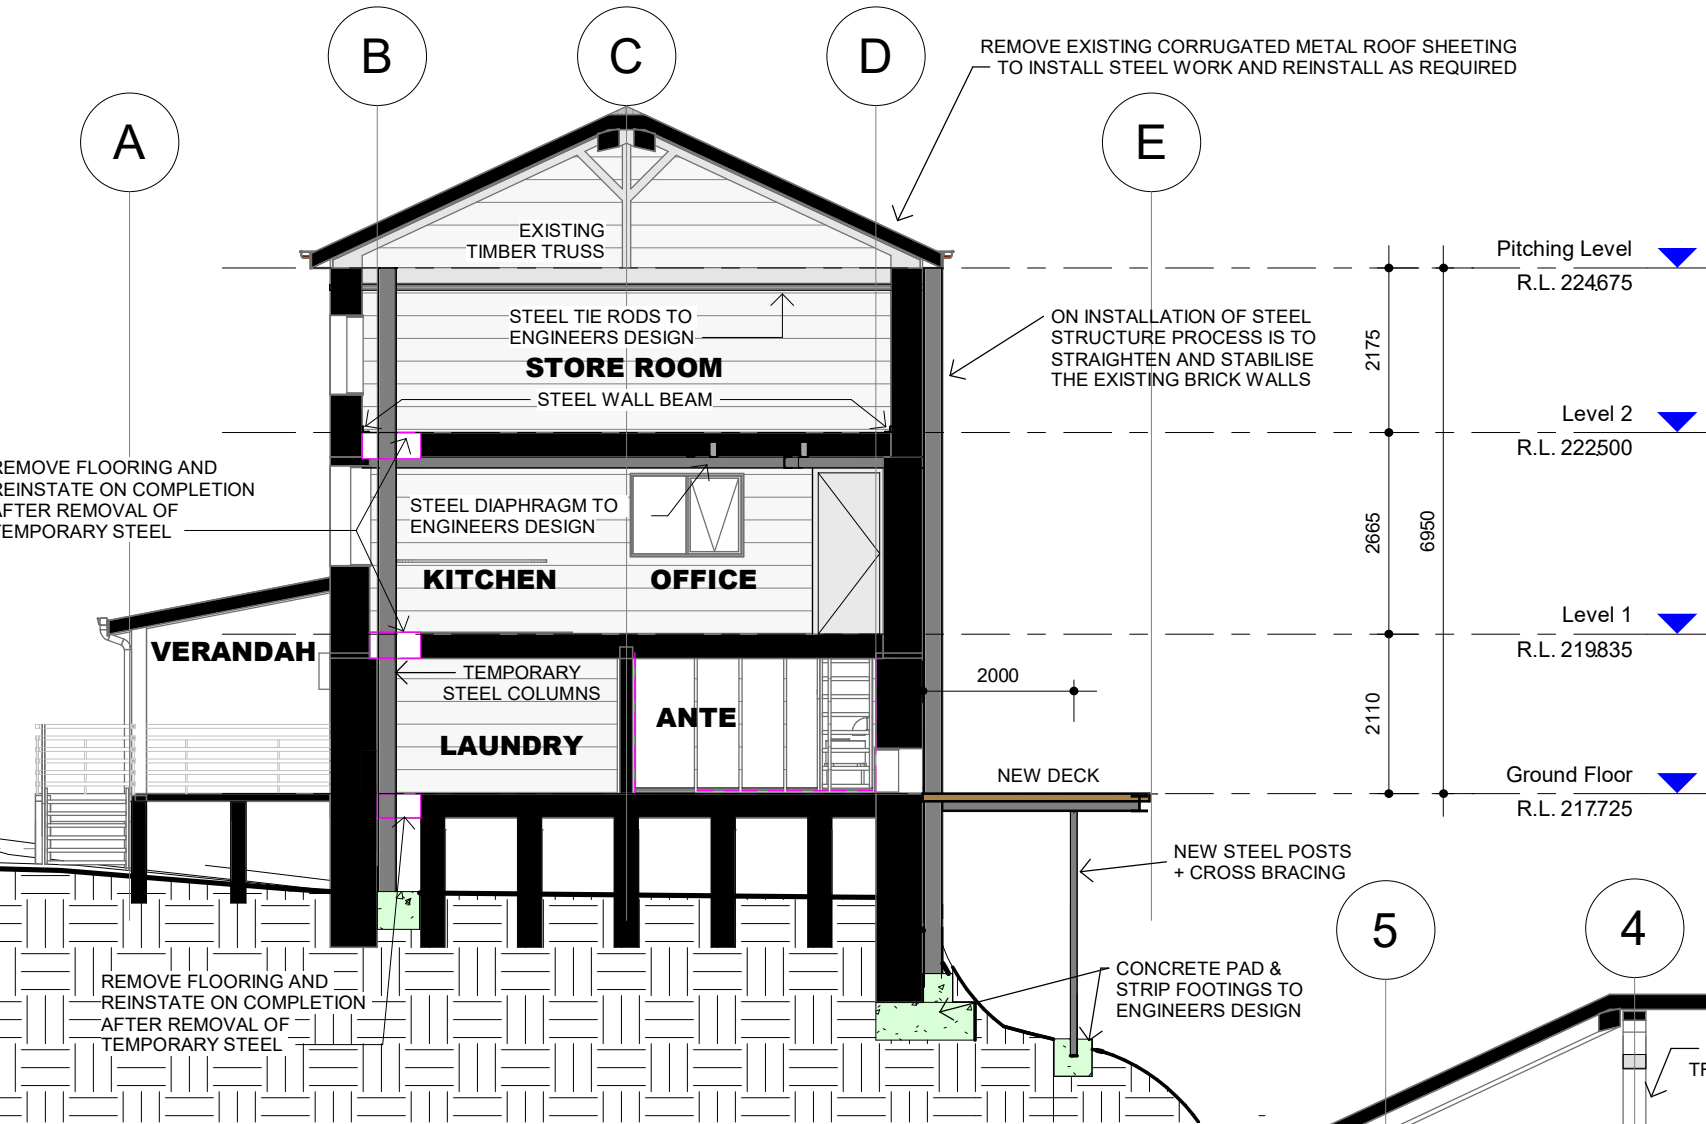 B
C
D
REMOVE EXISTING CORRUGATED METAL ROOF SHEETING
TO INSTALL STEEL WORK AND REINSTALL AS REQUIRED
A
E
EXISTING
TIMBER TRUSS
Pitching Level
R.L. 224.675
STEEL TIE RODS TO
ENGINEERS DESIGN
STORE ROOM
STEEL WALL BEAM
ON INSTALLATION OF STEEL
STRUCTURE PROCESS IS TO
STRAIGHTEN AND STABILISE
THE EXISTING BRICK WALLS
2175
Level 2
R.L. 222.500
REMOVE FLOORING AND
REINSTATE ON COMPLETION
AFTER REMOVAL OF
TEMPORARY STEEL
STEEL DIAPHRAGM TO
ENGINEERS DESIGN
2665
6950
KITCHEN
OFFICE
Level 1
R.L. 219.835
VERANDAH
TEMPORARY
STEEL COLUMNS
2000
ANTE
LAUNDRY
2110
NEW DECK
Ground Floor
R.L. 217.725
NEW STEEL POSTS
+ CROSS BRACING
5
4
REMOVE FLOORING AND
REINSTATE ON COMPLETION
AFTER REMOVAL OF
TEMPORARY STEEL
CONCRETE PAD &
STRIP FOOTINGS TO
ENGINEERS DESIGN